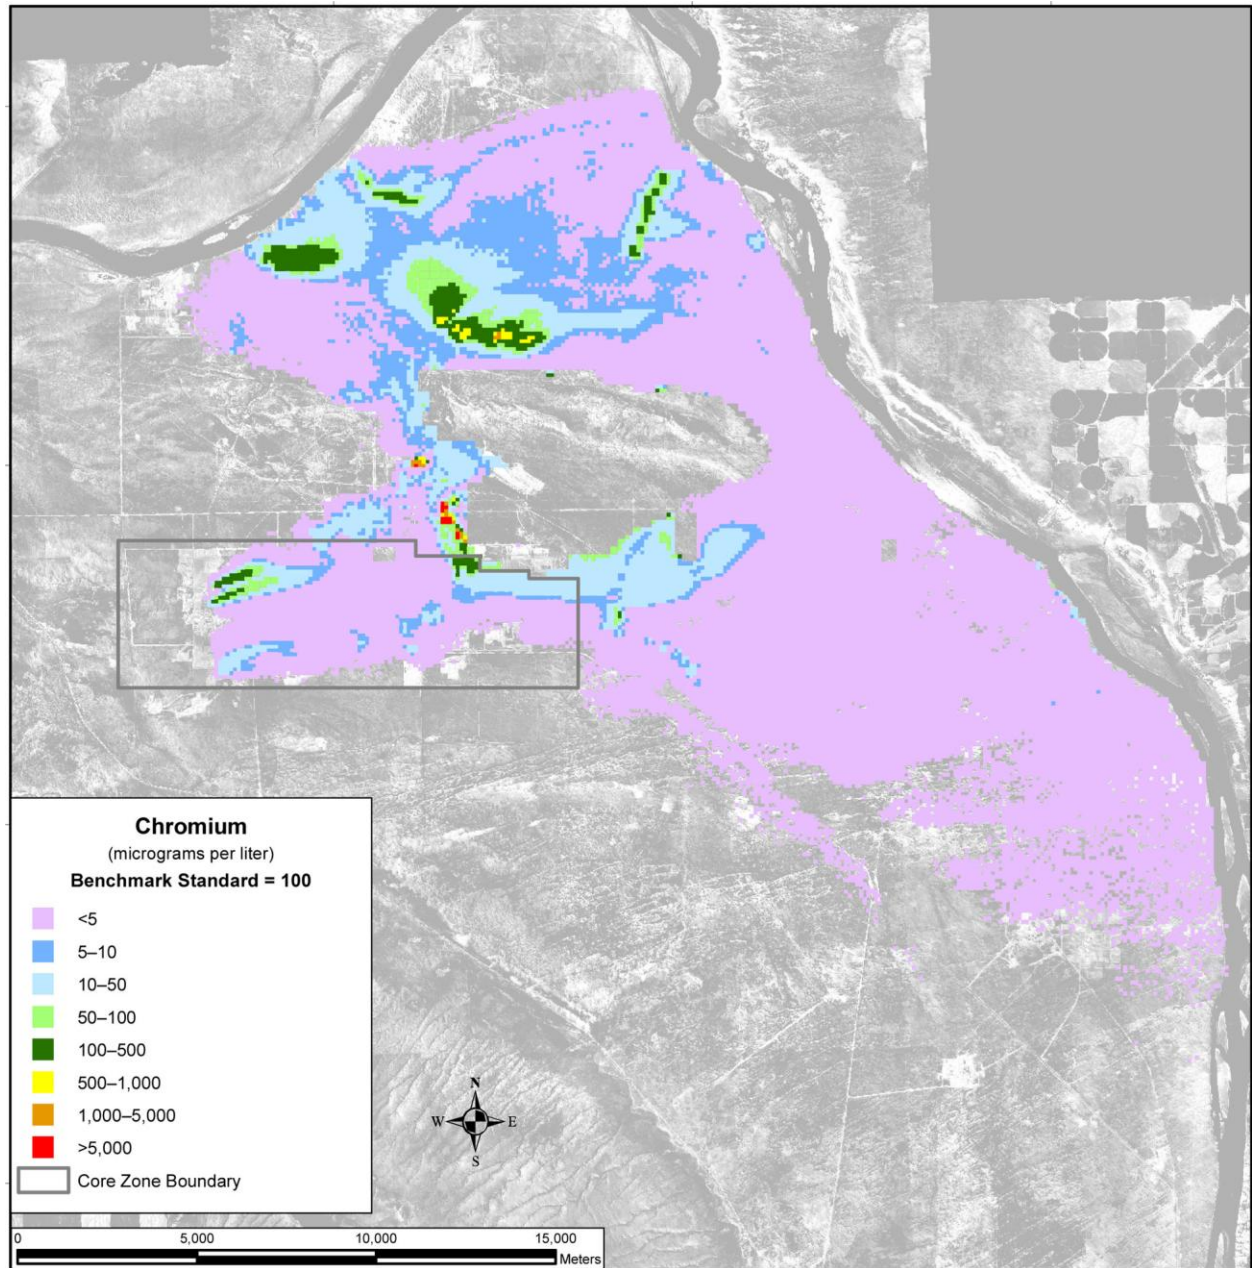 N
W E
S
Chromium
(micrograms per liter)
Benchmark Standard = 100
<5
5–10
10–50
50–100
100–500
500–1,000
1,000–5,000
>5,000
Core Zone Boundary
0 5,000 10,000 15,000
Meters